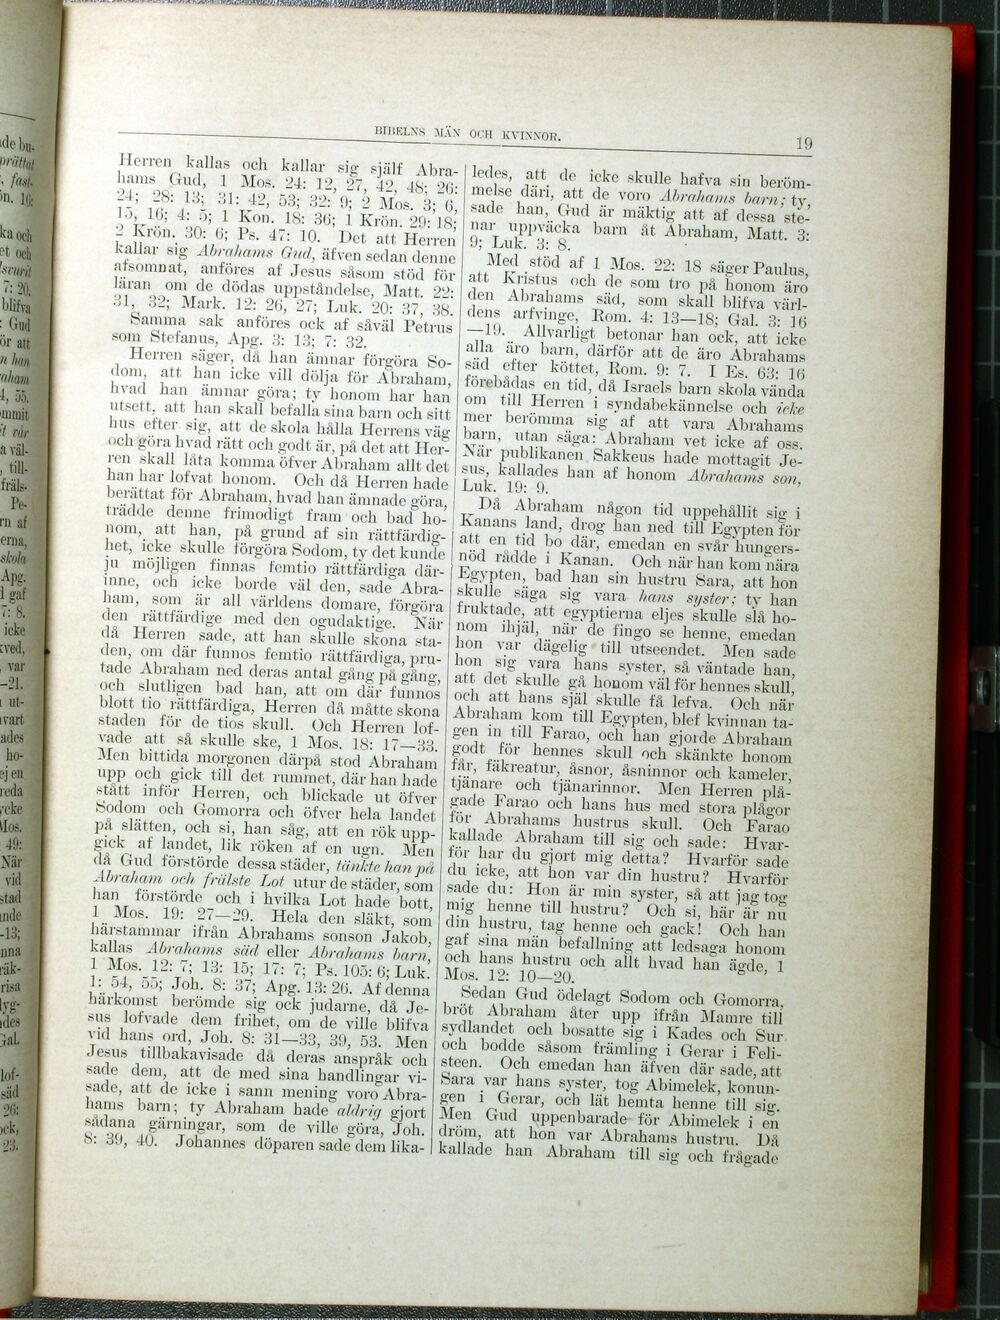 BIBELNS MÄN OCH KVINNOR.
19
Herren kallas och kallar sig själf Abra-
hams Gud, 1 Mos. 24: 12, 27, 42, 48; 26:
24; 28: 13; 31: 42, 53; 32: 9; 2 Mos. 3; 6,
15, 16; 4: 5; 1 Kon. 18: 36; 1 Krön. 29: 18;
2 Krön. 30: 6; Ps. 47: 10. Det att Herren
kallar sig Abrahams Gud, äfven sedan denne
afsomnat, anföres af Jesus såsom stöd för
läran om de dödas uppståndelse, Matt. 22:
31, 32; Mark. 12: 26, 27; Luk. 20: 37, 38.
Samma sak anföres ock af såväl Petrus
som Stefanus, Apg. 3: 13; 7: 32.
Herren säger, då han ämnar förgöra So-
dom, att han icke vill dölja för Abraham,
hvad han ämnar göra; ty honom har han
utsett, att han skall befalla sina barn och sitt
hus efter sig, att de skola hålla Herrens väg
och göra hvad rätt och godt är, på det att Her-
ren skall låta komma öfver Abraham allt det
han har lofvat honom. Och då Herren hade
berättat för Abraham, hvad han ämnade göra,
trädde denne frimodigt fram och bad ho-
nom, att han, på grund af sin rättfärdig-
het, icke skulle förgöra Sodom, ty det kunde
ju möjligen finnas femtio rättfärdiga där-
inne, och icke borde väl den, sade Abra-
ham, som är all världens domare, förgöra
den rättfärdige med den ogudaktige. När
då Herren sade, att han skulle skona sta-
den, om där funnos femtio rättfärdiga, pru-
tade Abraham ned deras antal gång på gång,
och slutligen bad han, att om där funnos
blott tio rättfärdiga, Herren då måtte skona
staden för de tios skull. Och Herren lof-
vade att så skulle ske, 1 Mos. 18: 17—33.
Men bittida morgonen därpå stod Abraham
upp och gick till det rummet, där han hade
stått inför Herren, och blickade ut öfver
Sodom och Gomorra och öfver hela landet
på slätten, och si, han såg, att en rök upp-
gick af landet, lik röken af en ugn. Men
då Gud förstörde dessa städer, tänkte han på
Abraham och frälste Lot utur de städer, som
han förstörde och i hvilka Lot hade bott,
1 Mos. 19: 27—29. Hela den släkt, som
härstammar ifrån Abrahams sonson Jakob,
kallas Abrahams säd eller Abrahams barn,
1 Mos. 12: 7; 13: 15; 17: 7; Ps. 105: 6; Luk.
1: 54, 55; Joh. 8: 37; Apg. 13: 26. Af denna
härkomst berömde sig ock judarne, då Je-
sus lofvade dem frihet, om de ville blifva
vid hans ord, Joh. 8: 31—33, 39, 53. Men
Jesus tillbakavisade då deras anspråk och
sade dem, att de med sina handlingar vi-
sade, att de icke i sann mening voro Abra-
hams barn; ty Abraham hade aldrig gjort
sådana gärningar, som de ville göra, Joh.
8: 39, 40. Johannes döparen sade dem lika-
ledes, att de icke skulle hafva sin beröm-
melse däri, att de voro Abrahams barn; ty,
sade han, Gud är mäktig att af dessa ste-
nar uppväcka barn åt Abraham, Matt. 3:
9; Luk. 3: 8.
Med stöd af 1 Mos. 22: 18 säger Paulus,
att Kristus och de som tro på honom äro
den Abrahams säd, som skall blifva värl-
dens arfvinge, Rom. 4: 13—18; Gal. 3: 16
—19. Allvarligt betonar han ock, att icke
alla äro barn, därför att de äro Abrahams
säd efter köttet, Rom. 9: 7. I Es. 63: 16
förebådas en tid, då Israels barn skola vända
om till Herren i syndabekännelse och icke
mer berömma sig af att vara Abrahams
barn, utan säga: Abraham vet icke af oss.
När publikanen Sakkeus hade mottagit Je-
sus, kallades han af honom Abrahams son,
Luk. 19: 9.
Då Abraham någon tid uppehållit sig i
Kanans land, drog han ned till Egypten för
att en tid bo där, emedan en svår hungers-
nöd rådde i Kanan. Och när han kom nära
Egypten, bad han sin hustru Sara, att hon
skulle säga sig vara hans syster; ty han
fruktade, att egyptierna eljes skulle slå ho-
nom ihjäl, när de fingo se henne, emedan
hon var dägelig till utseendet. Men sade
hon sig vara hans syster, så väntade han,
att det skulle gå honom väl för hennes skull,
och att hans själ skulle få lefva. Och när
Abraham kom till Egypten, blef kvinnan ta-
gen in till Farao, och han gjorde Abraham
godt för hennes skull och skänkte honom
får, fäkreatur, åsnor, åsninnor och kameler,
tjänare och tjänarinnor. Men Herren plå-
gade Farao och hans hus med stora plågor
för Abrahams hustrus skull. Och Farao
kallade Abraham till sig och sade: Hvar-
för har du gjort mig detta? Hvarför sade
du icke, att hon var din hustru? Hvarför
sade du: Hon är min syster, så att jag tog
mig henne till hustru? Och si, här är nu
din hustru, tag henne och gack! Och han
gaf sina män befallning att ledsaga honom
och hans hustru och allt hvad han ägde, 1
Mos. 12: 10—20.
Sedan Gud ödelagt Sodom och Gomorra,
bröt Abraham åter upp ifrån Mamre till
sydlandet och bosatte sig i Kades och Sur
och bodde såsom främling i Gerar i Feli-
steen. Och emedan han äfven där sade, att
Sara var hans syster, tog Abimelek, konun-
gen i Gerar, och lät hemta henne till sig.
Men Gud uppenbarade för Abimelek i en
dröm, att hon var Abrahams hustru. Då
kallade han Abraham till sig och frågade